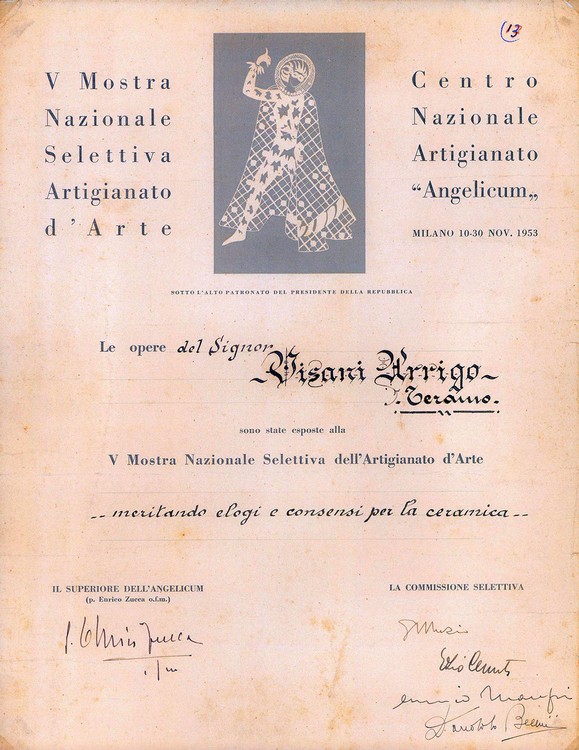 13
V Mostra
Nazionale
Selettiva
Artigianato
d'Arte
Centro
Nazionale
Artigianato
“Angelicum„
MILANO 10-30 NOV. 1953
SOTTO L'ALTO PATRONATO DEL PRESIDENTE DELLA REPUBBLICA
Le opere del Signor
Visani Arrigo
Teramo.
sono state esposte alla
V Mostra Nazionale Selettiva dell'Artigianato d'Arte
meritando elogi e consensi per la ceramica
IL SUPERIORE DELL'ANGELICUM
(p. Enrico Zucca o.f.m.)
LA COMMISSIONE SELETTIVA